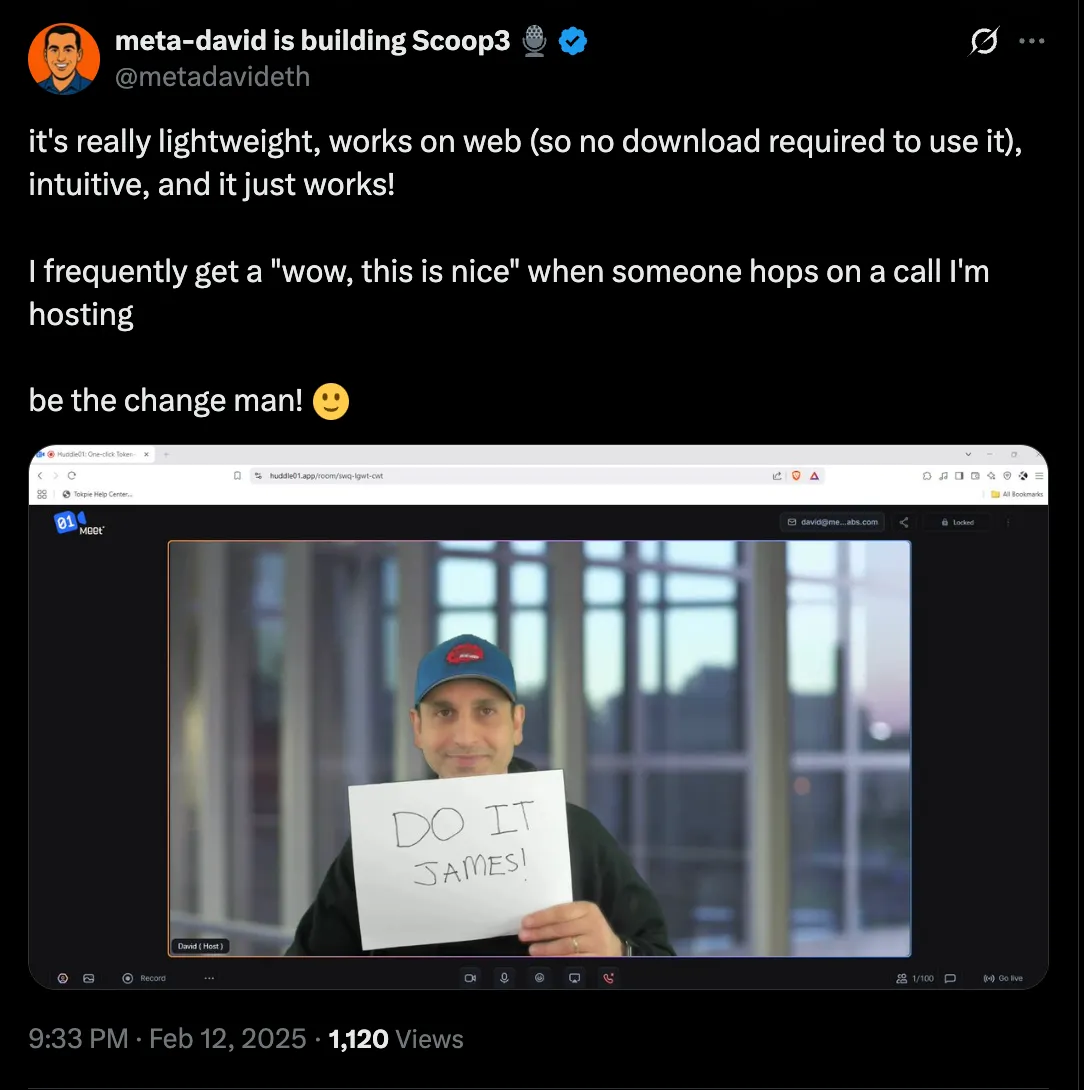 meta-david is building Scoop3
@metadavideth
it's really lightweight, works on web (so no download required to use it),
intuitive, and it just works!
I frequently get a "wow, this is nice" when someone hops on a call I'm
hosting
be the change man! 🙂
Huddle01: One-click Token-
huddle01.app/room/iwq-lgwt-cwt
Tokpie Help Center...
All Bookmarks
01 Meet
david@me...abs.com
Locked
DO IT
JAMES!
David ( Host )
Record
1/100
Go live
9:33 PM · Feb 12, 2025 · 1,120 Views